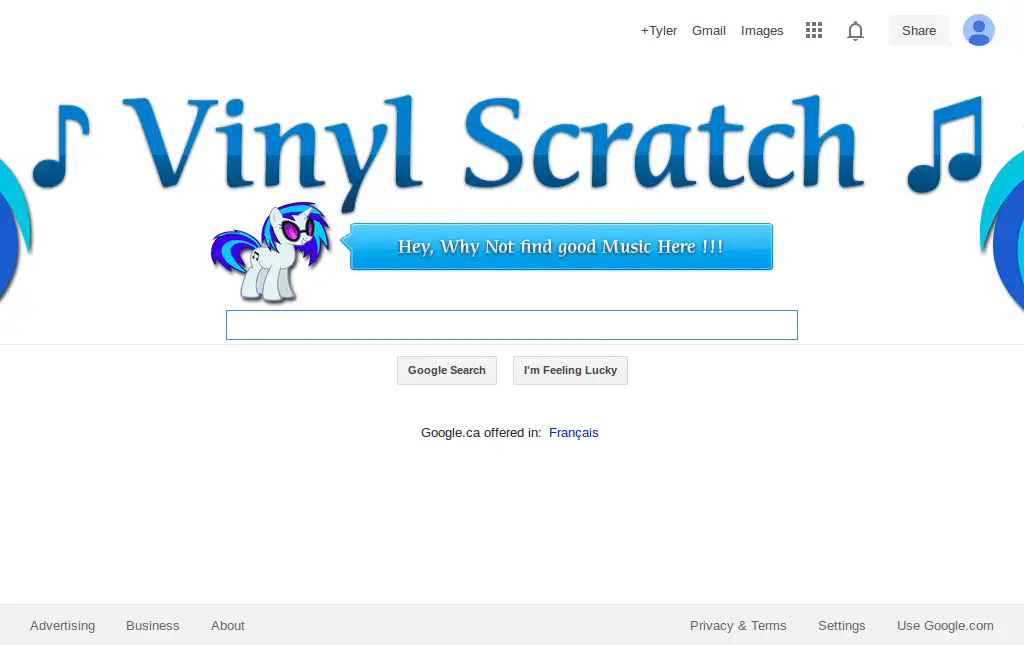 +Tyler Gmail Images Share
Vinyl Scratch
Hey, Why Not find good Music Here !!!
Google Search I'm Feeling Lucky
Google.ca offered in: Français
Advertising Business About Privacy & Terms Settings Use Google.com